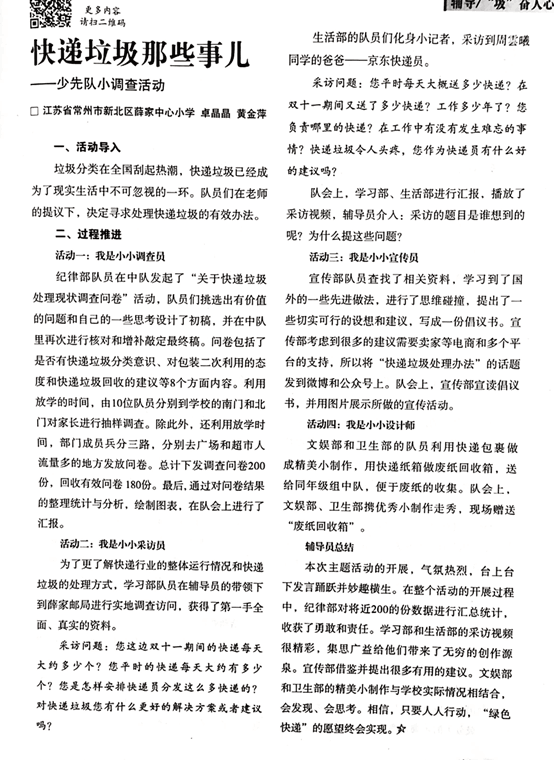 更多内容
请扫二维码
辅导/“圾”奋人心
快递垃圾那些事儿
——少先队小调查活动
□ 江苏省常州市新北区薛家中心小学 卓晶晶 黄金萍
一、活动导入
垃圾分类在全国刮起热潮，快递垃圾已经成
为了现实生活中不可忽视的一环。队员们在老师
的提议下，决定寻求处理快递垃圾的有效办法。
二、过程推进
活动一：我是小小调查员
纪律部队员在中队发起了“关于快递垃圾
处理现状调查问卷”活动，队员们挑选出有价值
的问题和自己的一些思考设计了初稿，并在中队
里再次进行核对和增补敲定最终稿。问卷包括了
是否有快递垃圾分类意识、对包装二次利用的态
度和快递垃圾回收的建议等8个方面内容。利用
放学的时间，由10位队员分别到学校的南门和北
门对家长进行抽样调查。除此外，还利用放学时
间，部门成员兵分三路，分别去广场和超市人
流量多的地方发放问卷。总计下发调查问卷200
份，回收有效问卷 180份。最后，通过对问卷结果
的整理统计与分析，绘制图表，在队会上进行了
汇报。
活动二：我是小小采访员
为了更了解快递行业的整体运行情况和快递
垃圾的处理方式，学习部队员在辅导员的带领下
到薛家邮局进行实地调查访问，获得了第一手全
面、真实的资料。
采访问题：您这边双十一期间的快递每天
大约多少个？您平时的快递每天大约有多少
个？您是怎样安排快递员分发这么多快递的？
对快递垃圾您有什么更好的解决方案或者建议
吗？
生活部的队员们化身小记者，采访到周雲曦
同学的爸爸——京东快递员。
采访问题：您平时每天大概送多少快递？在
双十一期间又送了多少快递？工作多少年了？您
负责哪里的快递？在工作中有没有发生难忘的事
情？快递垃圾令人头疼，您作为快递员有什么好
的建议吗？
队会上，学习部、生活部进行汇报，播放了
采访视频，辅导员介入：采访的题目是谁想到的
呢？为什么提这些问题？
活动三：我是小小宣传员
宣传部队员查找了相关资料，学习到了国
外的一些先进做法，进行了思维碰撞，提出了一
些切实可行的设想和建议，写成一份倡议书。宣
传部考虑到很多的建议需要卖家等电商和多个平
台的支持，所以将“快递垃圾处理办法”的话题
发到微博和公众号上。队会上，宣传部宣读倡议
书，并用图片展示所做的宣传活动。
活动四：我是小小设计师
文娱部和卫生部的队员利用快递包裹做
成精美小制作，用快递纸箱做废纸回收箱，送
给同年级组中队，便于废纸的收集。队会上，
文娱部、卫生部携优秀小制作走秀，现场赠送
“废纸回收箱”。
辅导员总结
本次主题活动的开展，气氛热烈，台上台
下发言踊跃并妙趣横生。在整个活动的开展过程
中，纪律部对将近200的份数据进行汇总统计，
收获了勇敢和责任。学习部和生活部的采访视频
很精彩，集思广益给他们带来了无穷的创作源
泉。宣传部借鉴并提出很多有用的建议。文娱部
和卫生部的精美小制作与学校实际情况相结合，
会发现、会思考。相信，只要人人行动，“绿色
快递”的愿望终会实现。☆